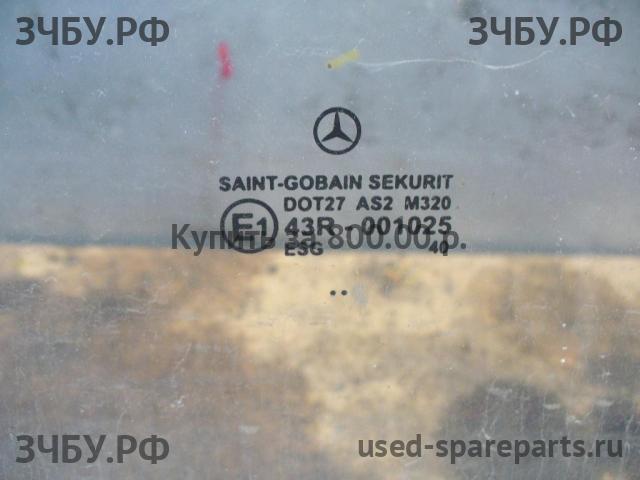 ЗЧБУ.РФ ЗЧБУ.РФ
SAINT-GOBAIN SEKURIT
DOT27 AS2 M320
E1 43R-001025
Купить за 800.00 р.
ESG 40
ЗЧБУ.РФ used-spareparts.ru